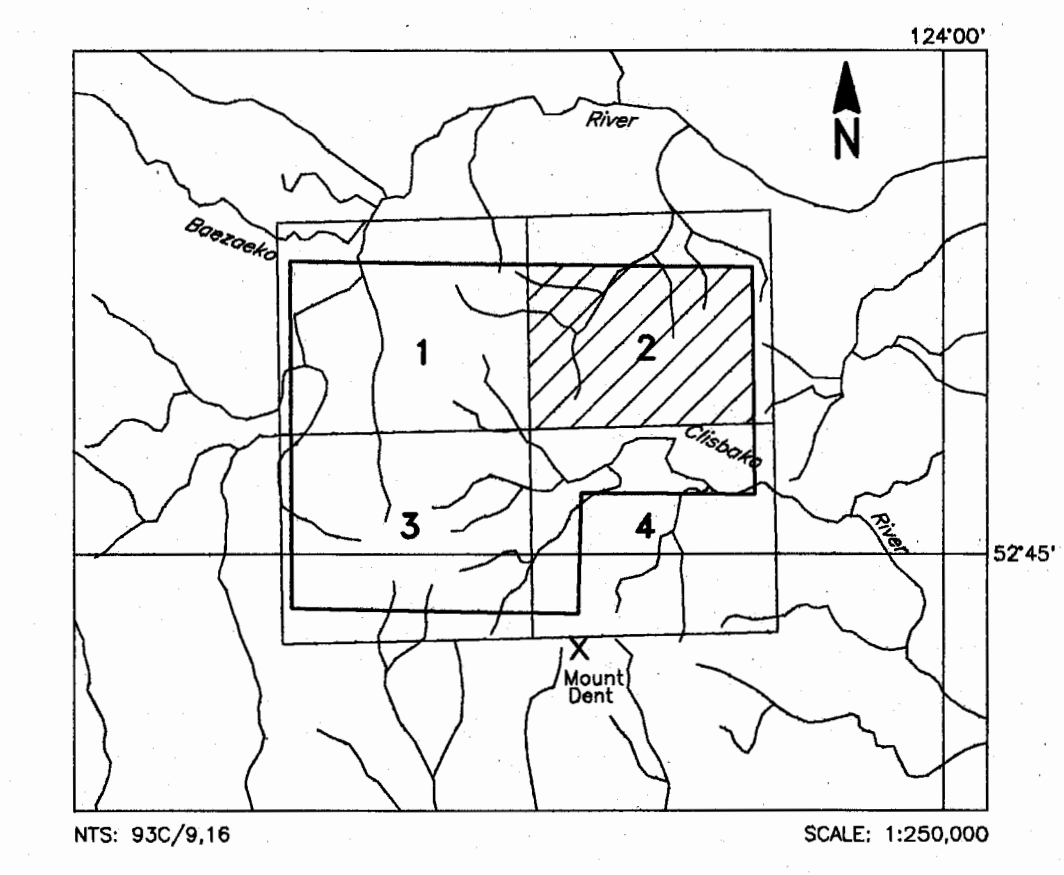 124°00'
River
N
Baezaeko
1
2
Clisbako
3
4
River
52°45'
X
Mount
Dent
NTS: 93C/9,16
SCALE: 1:250,000